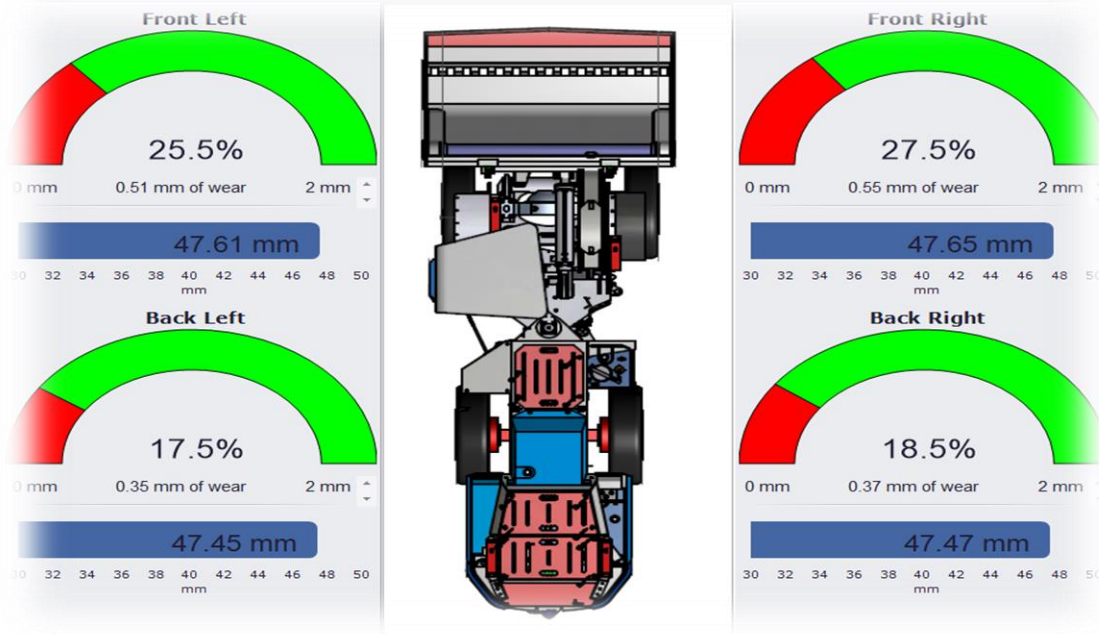 Front Left
25.5%
0 mm 0.51 mm of wear 2 mm
47.61 mm
30 32 34 36 38 40 42 44 46 48 50
mm
Back Left
17.5%
0 mm 0.35 mm of wear 2 mm
47.45 mm
30 32 34 36 38 40 42 44 46 48 50
mm
Front Right
27.5%
0 mm 0.55 mm of wear 2 mm
47.65 mm
30 32 34 36 38 40 42 44 46 48 50
mm
Back Right
18.5%
0 mm 0.37 mm of wear 2 mm
47.47 mm
30 32 34 36 38 40 42 44 46 48 50
mm